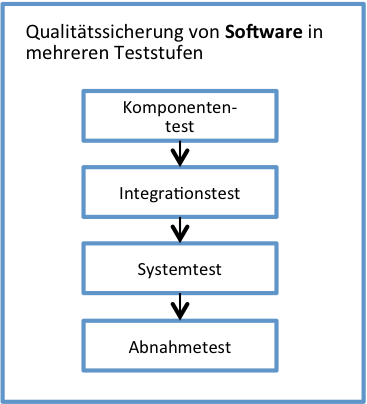 Qualitätssicherung von Software in
mehreren Teststufen
Komponenten-
test
Integrationstest
Systemtest
Abnahmetest